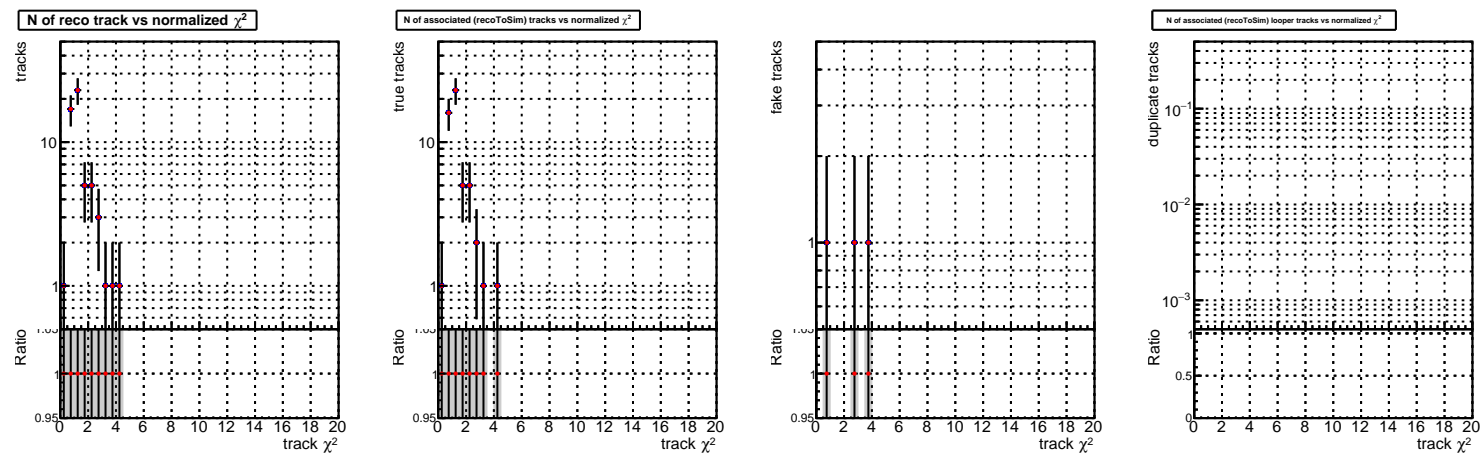 N of reco track vs normalized χ²
tracks
10
1
Ratio
1.05
1
0.95
0 2 4 6 8 10 12 14 16 18 20
track χ²
N of associated (recoToSim) tracks vs normalized χ²
true tracks
10
1
Ratio
1.05
1
0.95
0 2 4 6 8 10 12 14 16 18 20
track χ²
fake tracks
1
Ratio
1.05
1
0.95
0 2 4 6 8 10 12 14 16 18 20
track χ²
N of associated (recoToSim) looper tracks vs normalized χ²
duplicate tracks
10⁻¹
10⁻²
10⁻³
Ratio
1
0.5
0
0 2 4 6 8 10 12 14 16 18 20
track χ²